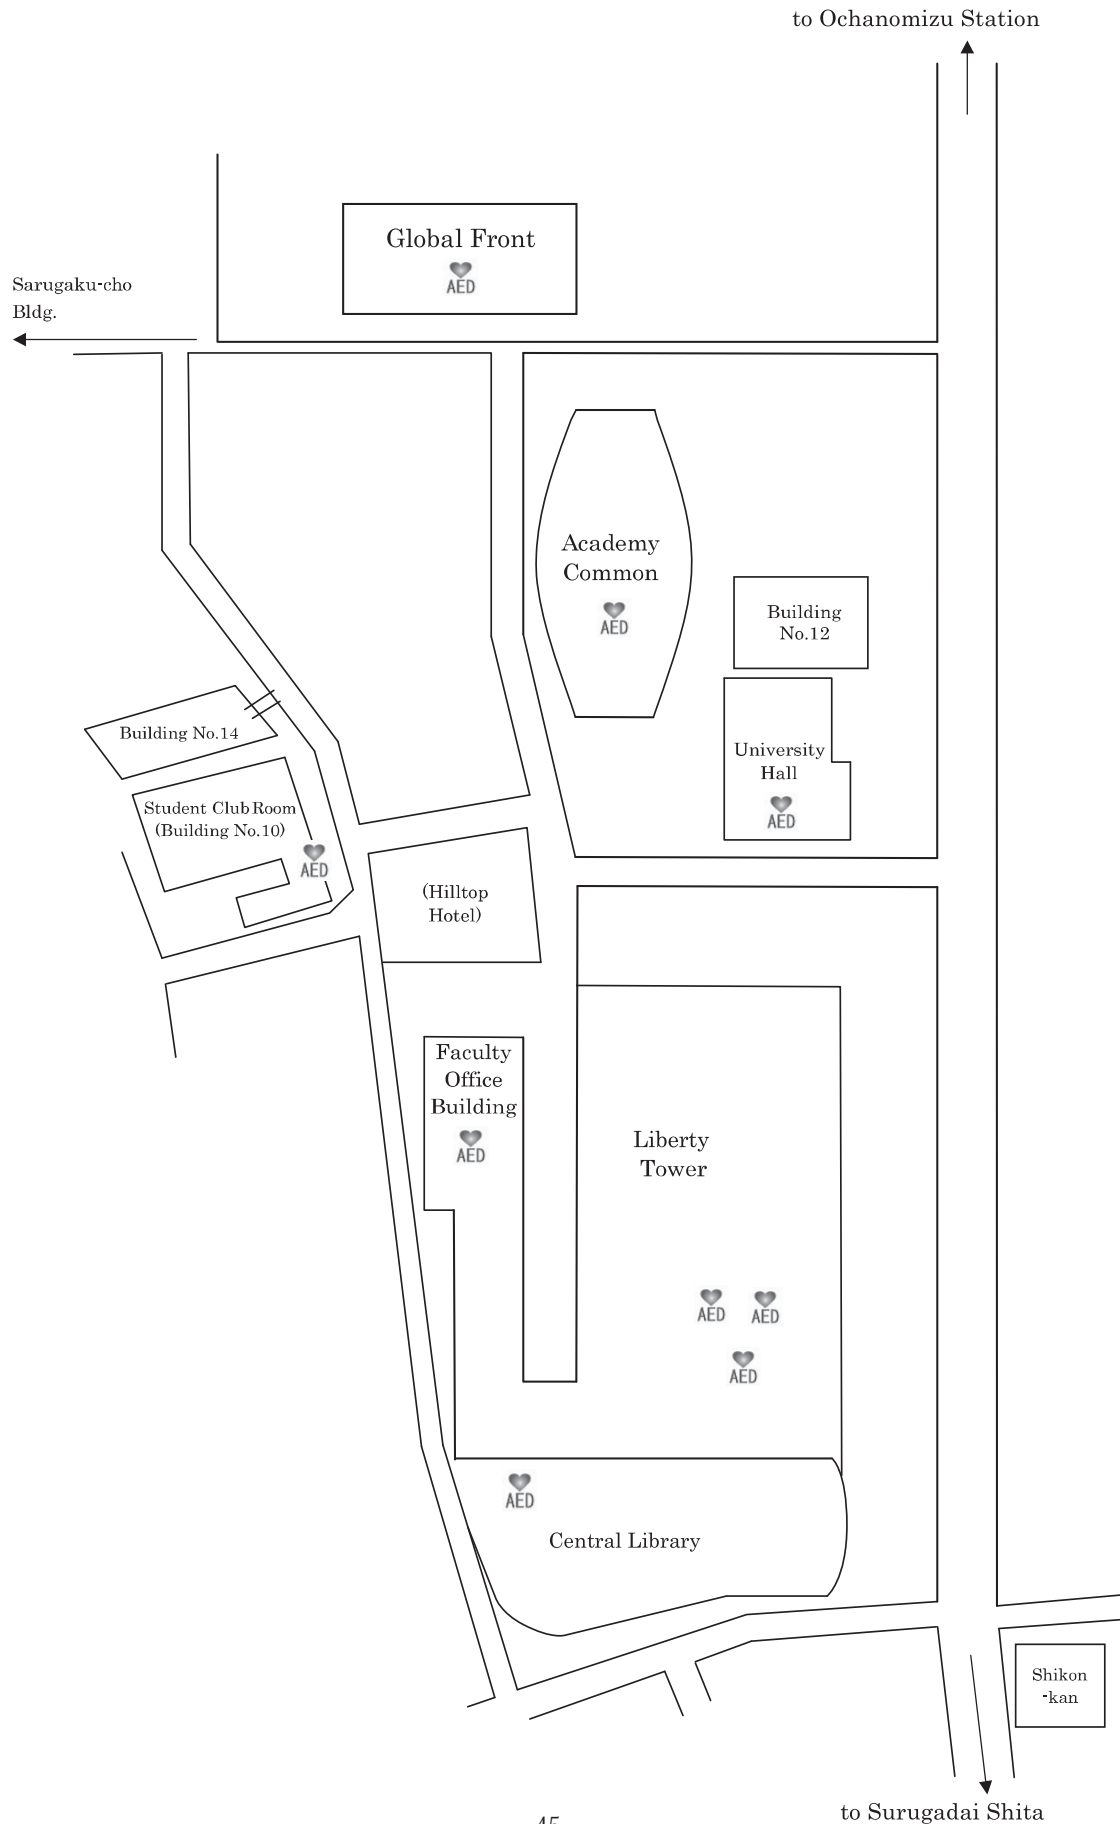 to Ochanomizu Station
Global Front
AED
Sarugaku-cho
Bldg.
Academy
Common
AED
Building
No.12
Building No.14
University
Hall
AED
Student Club Room
(Building No.10)
AED
(Hilltop
Hotel)
Faculty
Office
Building
AED
Liberty
Tower
AED
AED
AED
AED
Central Library
Shikon
-kan
to Surugadai Shita
45